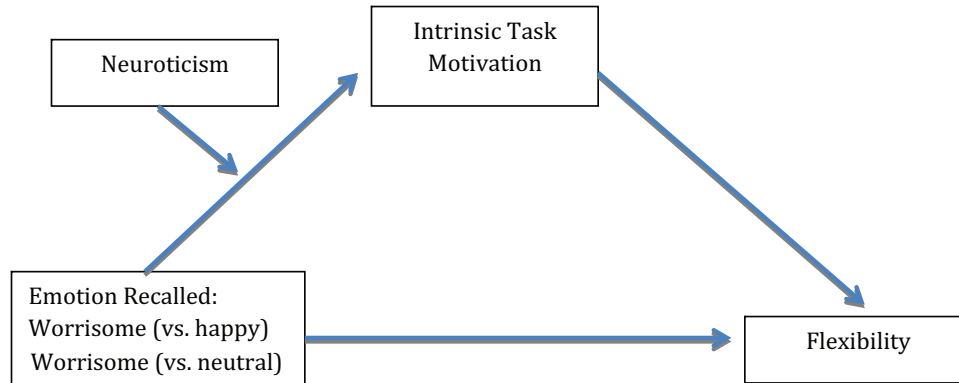 Intrinsic Task
Motivation
Neuroticism
Emotion Recalled:
Worrisome (vs. happy)
Worrisome (vs. neutral)
Flexibility